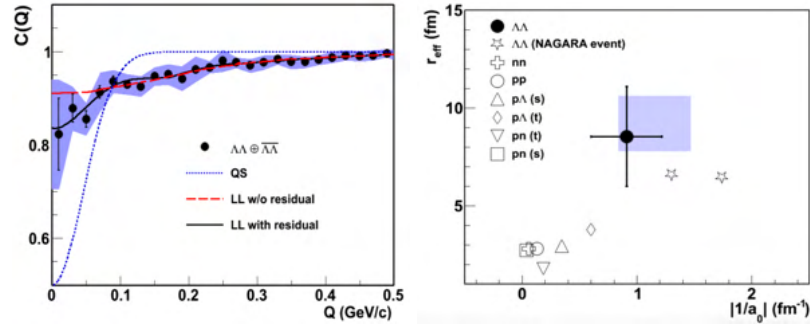 C(Q)
1
0.8
0.6
ΛΛ ⊕ Λ̅Λ̅
QS
LL w/o residual
LL with residual
0 0.1 0.2 0.3 0.4 0.5
Q (GeV/c)
r_eff (fm)
15
10
5
ΛΛ
ΛΛ (NAGARA event)
nn
pp
pΛ (s)
pΛ (t)
pn (t)
pn (s)
0 1 2
|1/a₀| (fm⁻¹)